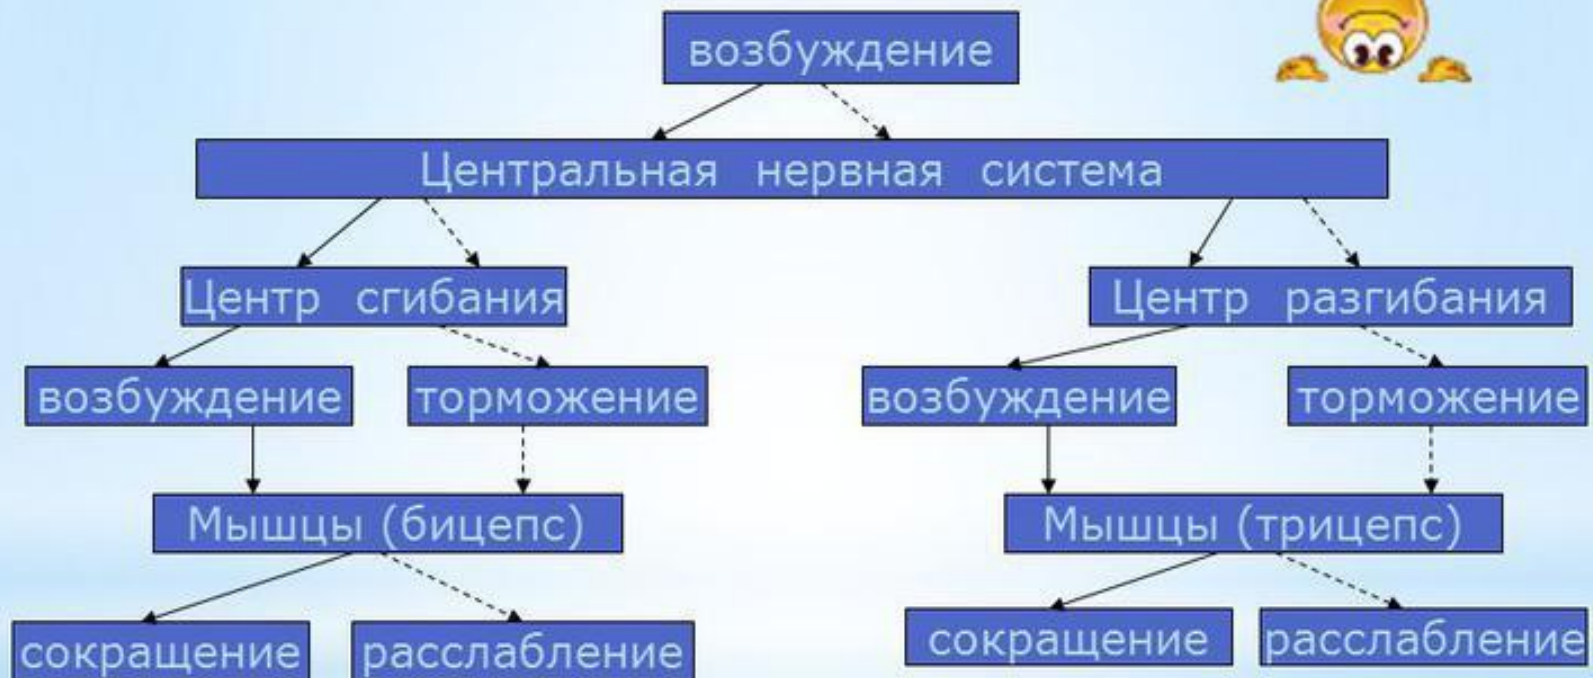 возбуждение
Центральная нервная система
Центр сгибания
Центр разгибания
возбуждение
торможение
возбуждение
торможение
Мышцы (бицепс)
Мышцы (трицепс)
сокращение
расслабление
сокращение
расслабление